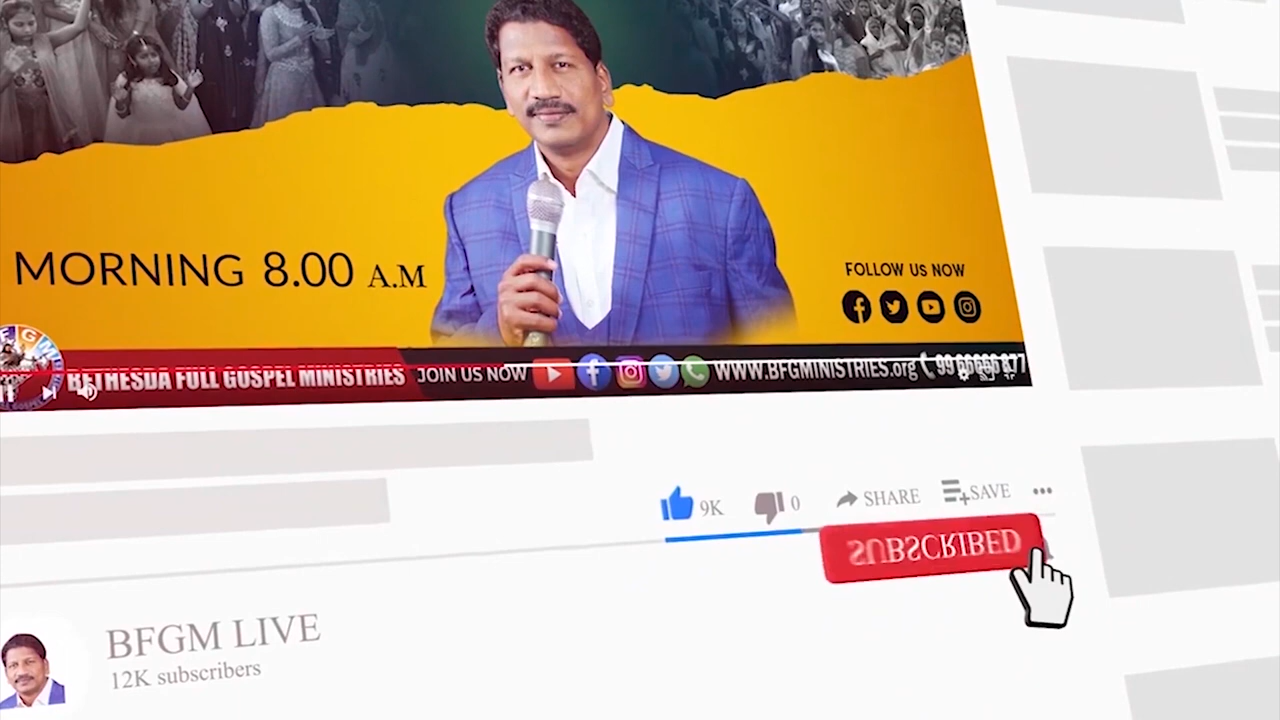 MORNING 8.00 A.M
FOLLOW US NOW
BETHESDA FULL GOSPEL MINISTRIES JOIN US NOW WWW.BFGMINISTRIES.org
9K 0 SHARE SAVE
SUBSCRIBED
BFGM LIVE
12K subscribers